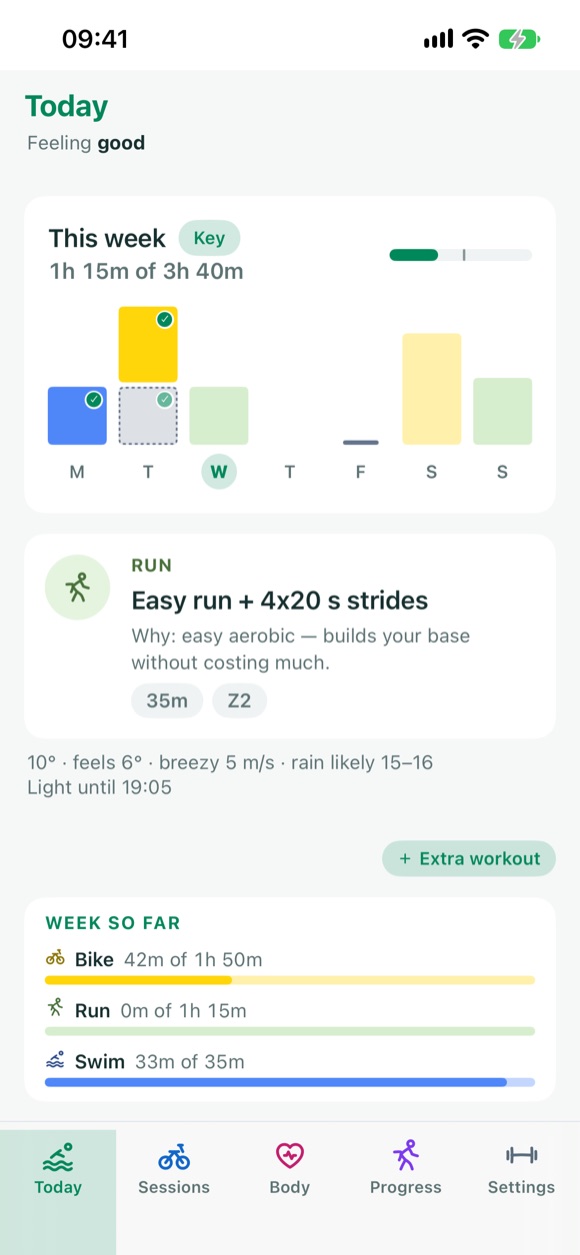 09:41
Today
Feeling good
This week Key
1h 15m of 3h 40m
M T W T F S S
RUN
Easy run + 4x20 s strides
Why: easy aerobic — builds your base
without costing much.
35m Z2
10° · feels 6° · breezy 5 m/s · rain likely 15–16
Light until 19:05
+ Extra workout
WEEK SO FAR
Bike 42m of 1h 50m
Run 0m of 1h 15m
Swim 33m of 35m
Today Sessions Body Progress Settings